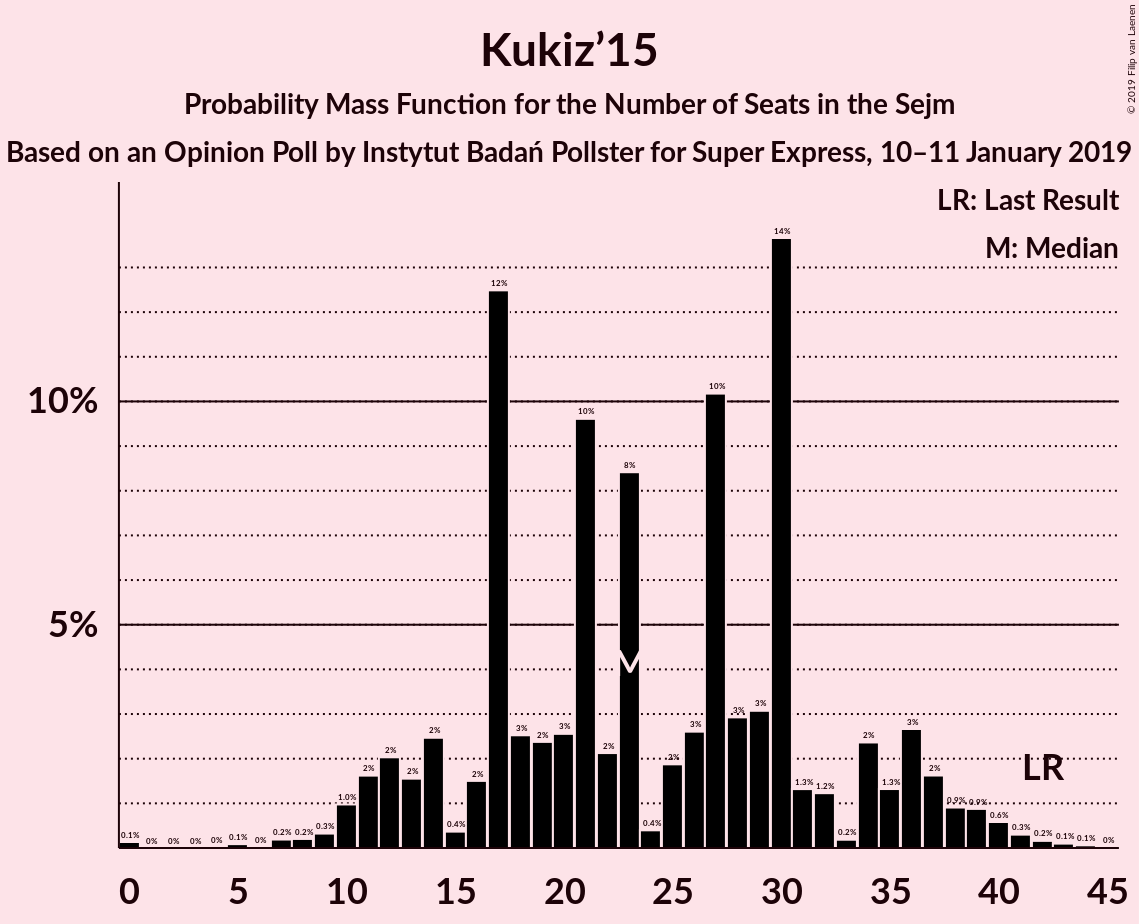 Kukiz’15
Probability Mass Function for the Number of Seats in the Sejm
Based on an Opinion Poll by Instytut Badań Pollster for Super Express, 10–11 January 2019
© 2019 Filip van Laenen
LR: Last Result
M: Median
10%
5%
0.1% 0% 0% 0% 0% 0.1% 0% 0.2% 0.2% 0.3% 1.0% 2% 2% 2% 2% 0.4% 2% 12% 3% 2% 3% 10% 2% 8% 0.4% 2% 3% 10% 3% 3% 14% 1.3% 1.2% 0.2% 2% 1.3% 3% 2% 0.9% 0.9% 0.6% 0.3% 0.2% 0.1% 0.1% 0%
M
LR
0 5 10 15 20 25 30 35 40 45